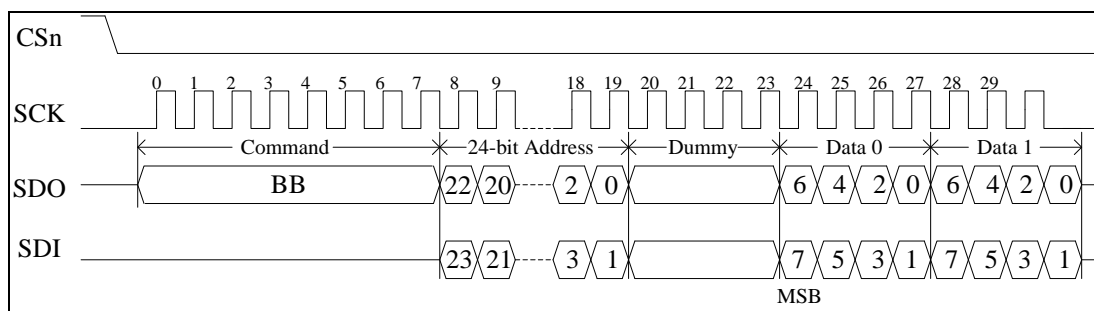 CSn
0 1 2 3 4 5 6 7 8 9 18 19 20 21 22 23 24 25 26 27 28 29
SCK
Command 24-bit Address Dummy Data 0 Data 1
SDO BB 22 20 2 0 6 4 2 0 6 4 2 0
SDI 23 21 3 1 7 5 3 1 7 5 3 1
MSB